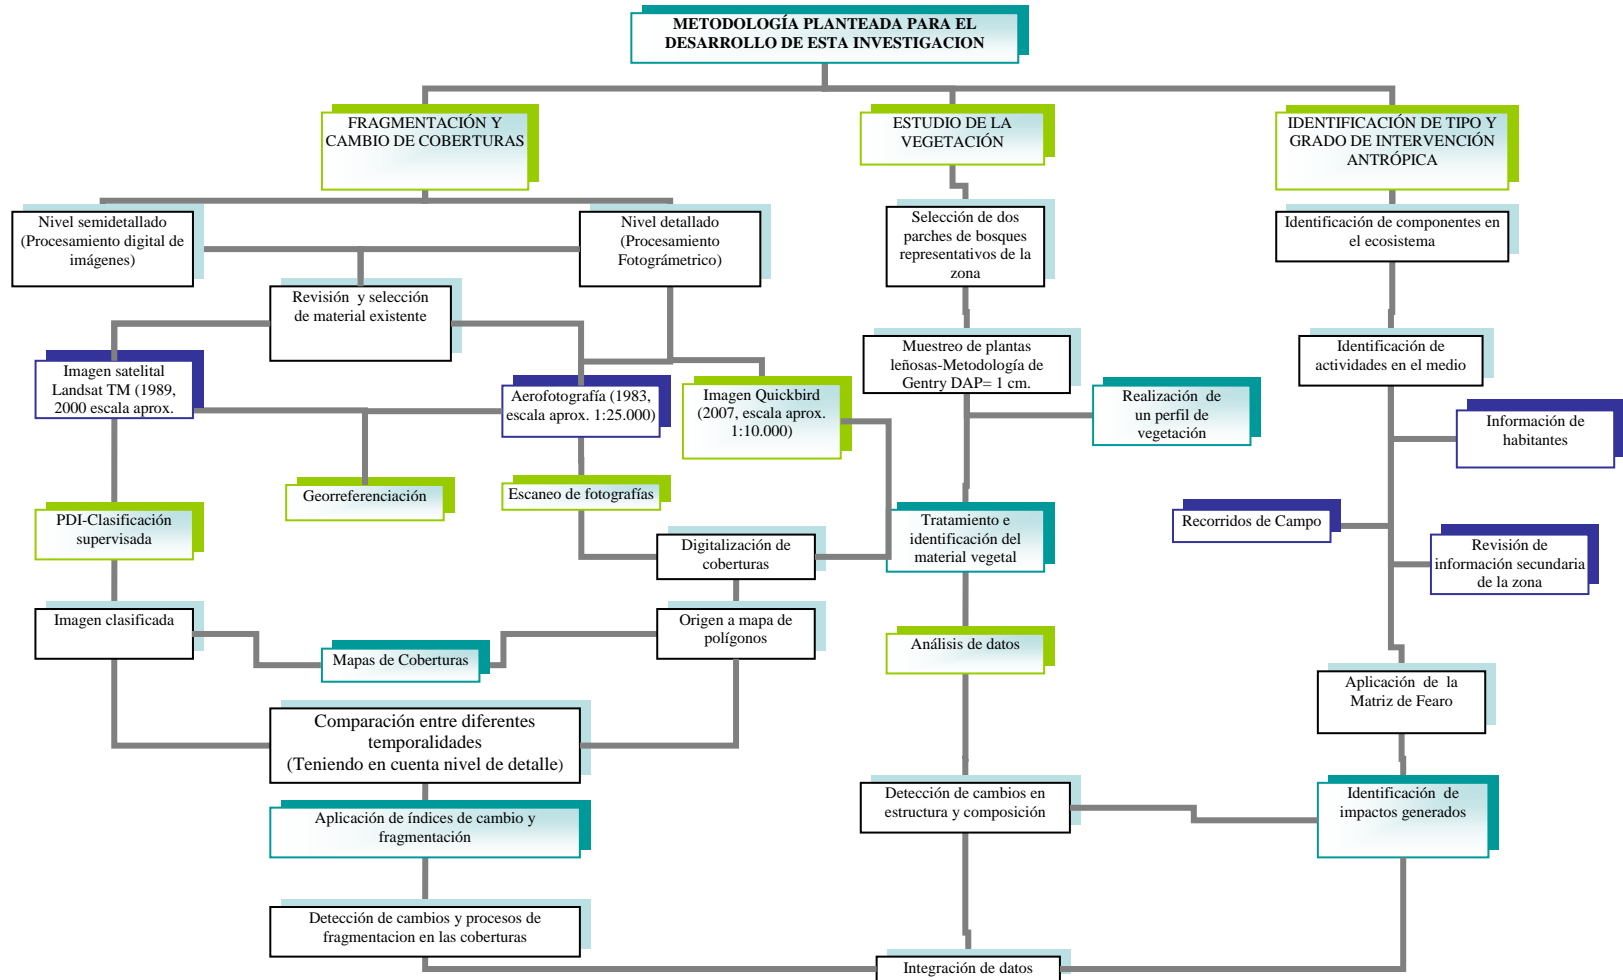 METODOLOGÍA PLANTEADA PARA EL
DESARROLLO DE ESTA INVESTIGACION
FRAGMENTACIÓN Y
CAMBIO DE COBERTURAS
ESTUDIO DE LA
VEGETACIÓN
IDENTIFICACIÓN DE TIPO Y
GRADO DE INTERVENCIÓN
ANTRÓPICA
Nivel semidetallado
(Procesamiento digital de
imágenes)
Nivel detallado
(Procesamiento
Fotográmetrico)
Selección de dos
parches de bosques
representativos de la
zona
Identificación de componentes en
el ecosistema
Revisión y selección
de material existente
Muestreo de plantas
leñosas-Metodología de
Gentry DAP= 1 cm.
Identificación de
actividades en el medio
Imagen satelital
Landsat TM (1989,
2000 escala aprox.
Aerofotografía (1983,
escala aprox. 1:25.000)
Imagen Quickbird
(2007, escala aprox.
1:10.000)
Realización de
un perfil de
vegetación
Información de
habitantes
Georreferenciación
Escaneo de fotografías
PDI-Clasificación
supervisada
Digitalización de
coberturas
Tratamiento e
identificación del
material vegetal
Recorridos de Campo
Revisión de
información secundaria
de la zona
Imagen clasificada
Mapas de Coberturas
Origen a mapa de
polígonos
Análisis de datos
Aplicación de la
Matriz de Fearo
Comparación entre diferentes
temporalidades
(Teniendo en cuenta nivel de detalle)
Detección de cambios en
estructura y composición
Identificación de
impactos generados
Aplicación de índices de cambio y
fragmentación
Detección de cambios y procesos de
fragmentacion en las coberturas
Integración de datos